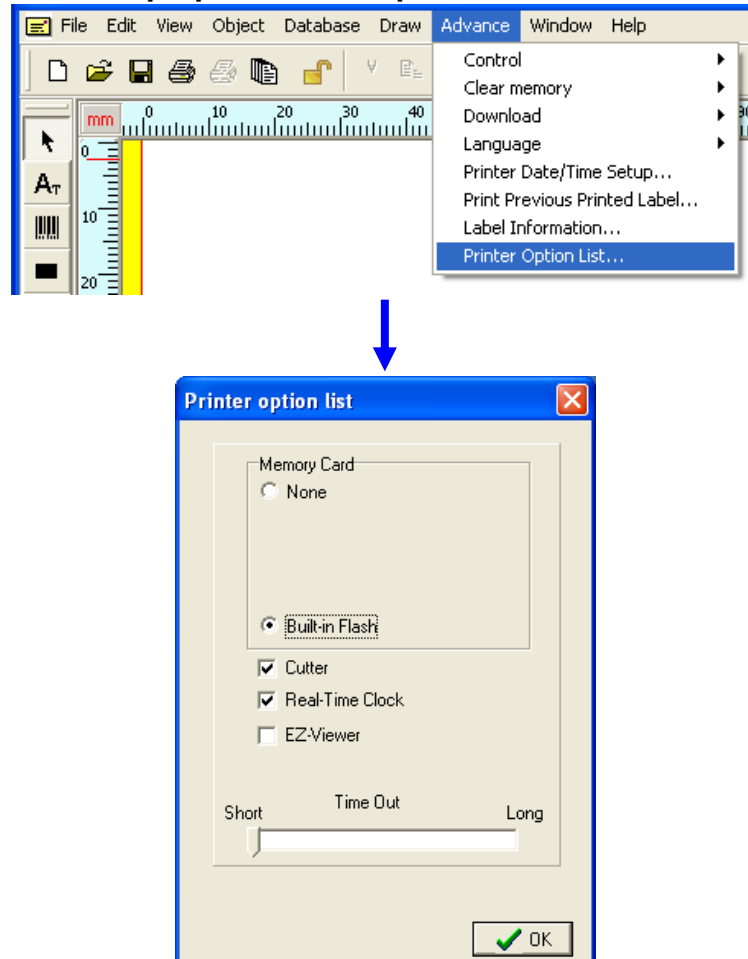 File Edit View Object Database Draw Advance Window Help
Control
Clear memory
Download
Language
Printer Date/Time Setup...
Print Previous Printed Label...
Label Information...
Printer Option List...
mm 0 10 20 30 40
0
A T
10
20
Printer option list
Memory Card
None
Built-in Flash
Cutter
Real-Time Clock
EZ-Viewer
Time Out
Short Long
OK